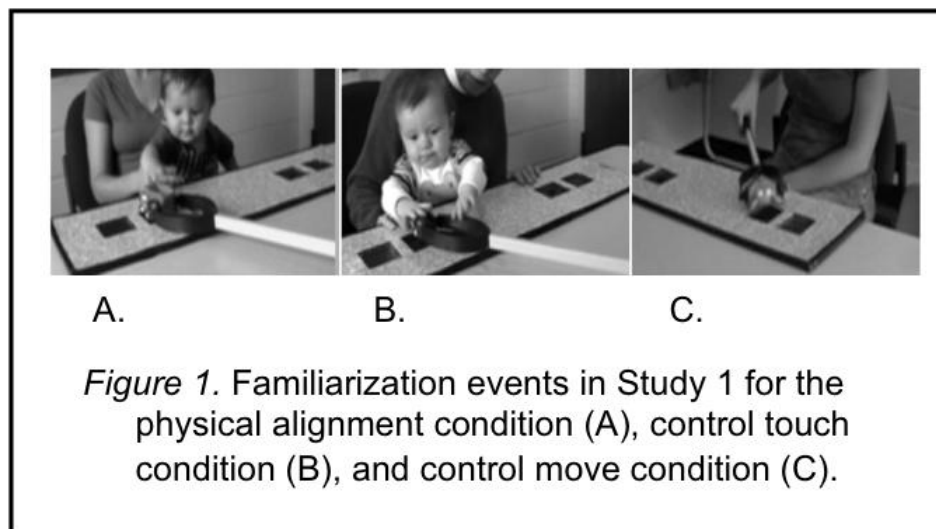 A.
B.
C.
Figure 1. Familiarization events in Study 1 for the
physical alignment condition (A), control touch
condition (B), and control move condition (C).